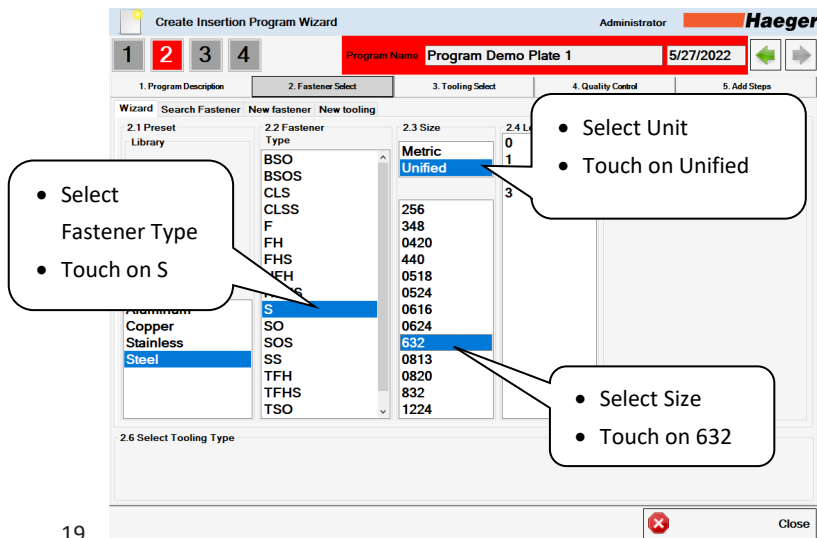 Create Insertion Program Wizard
Administrator
Haeger
1 2 3 4
Program Name Program Demo Plate 1 5/27/2022
1. Program Description
2. Fastener Select
3. Tooling Select
4. Quality Control
5. Add Steps
Wizard Search Fastener New fastener New tooling
2.1 Preset
Library
2.2 Fastener
Type
2.3 Size
2.4
Metric
Unified
0
1
3
• Select Unit
• Touch on Unified
• Select
Fastener Type
• Touch on S
BSO
BSOS
CLS
CLSS
F
FH
FHS
S
SO
SOS
SS
TFH
TFHS
TSO
256
348
0420
440
0518
0524
0616
0624
632
0813
0820
832
1224
Copper
Stainless
Steel
• Select Size
• Touch on 632
2.6 Select Tooling Type
Close
19